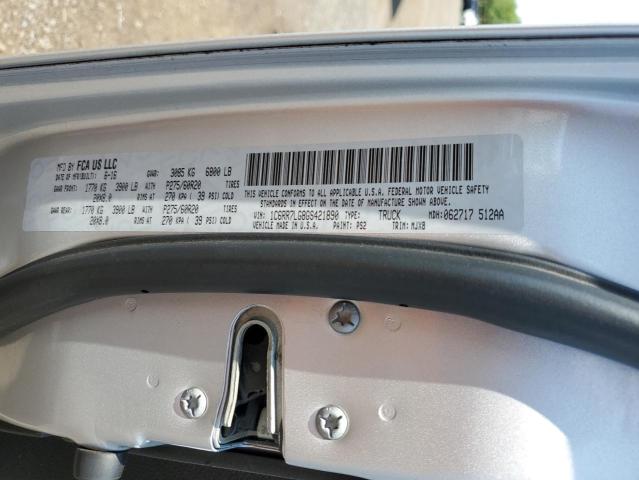 MFD BY FCA US LLC
DATE OF MFR(BUILT): 6-16 GVWR: 3085 KG 6800 LB
GAWR FRONT: 1770 KG 3900 LB WITH P275/60R20 TIRES
20X8.0 RIMS AT 270 KPA ( 39 PSI) COLD
GAWR REAR: 1770 KG 3900 LB WITH P275/60R20 TIRES
20X8.0 RIMS AT 270 KPA ( 39 PSI) COLD
THIS VEHICLE CONFORMS TO ALL APPLICABLE U.S.A. FEDERAL MOTOR VEHICLE SAFETY
STANDARDS IN EFFECT ON THE DATE OF MANUFACTURE SHOWN ABOVE.
VIN: 1C6RR7LG8GS421890 TYPE: TRUCK MDH: 062717 512AA
VEHICLE MADE IN U.S.A. PAINT: PS2 TRIM: MJX8